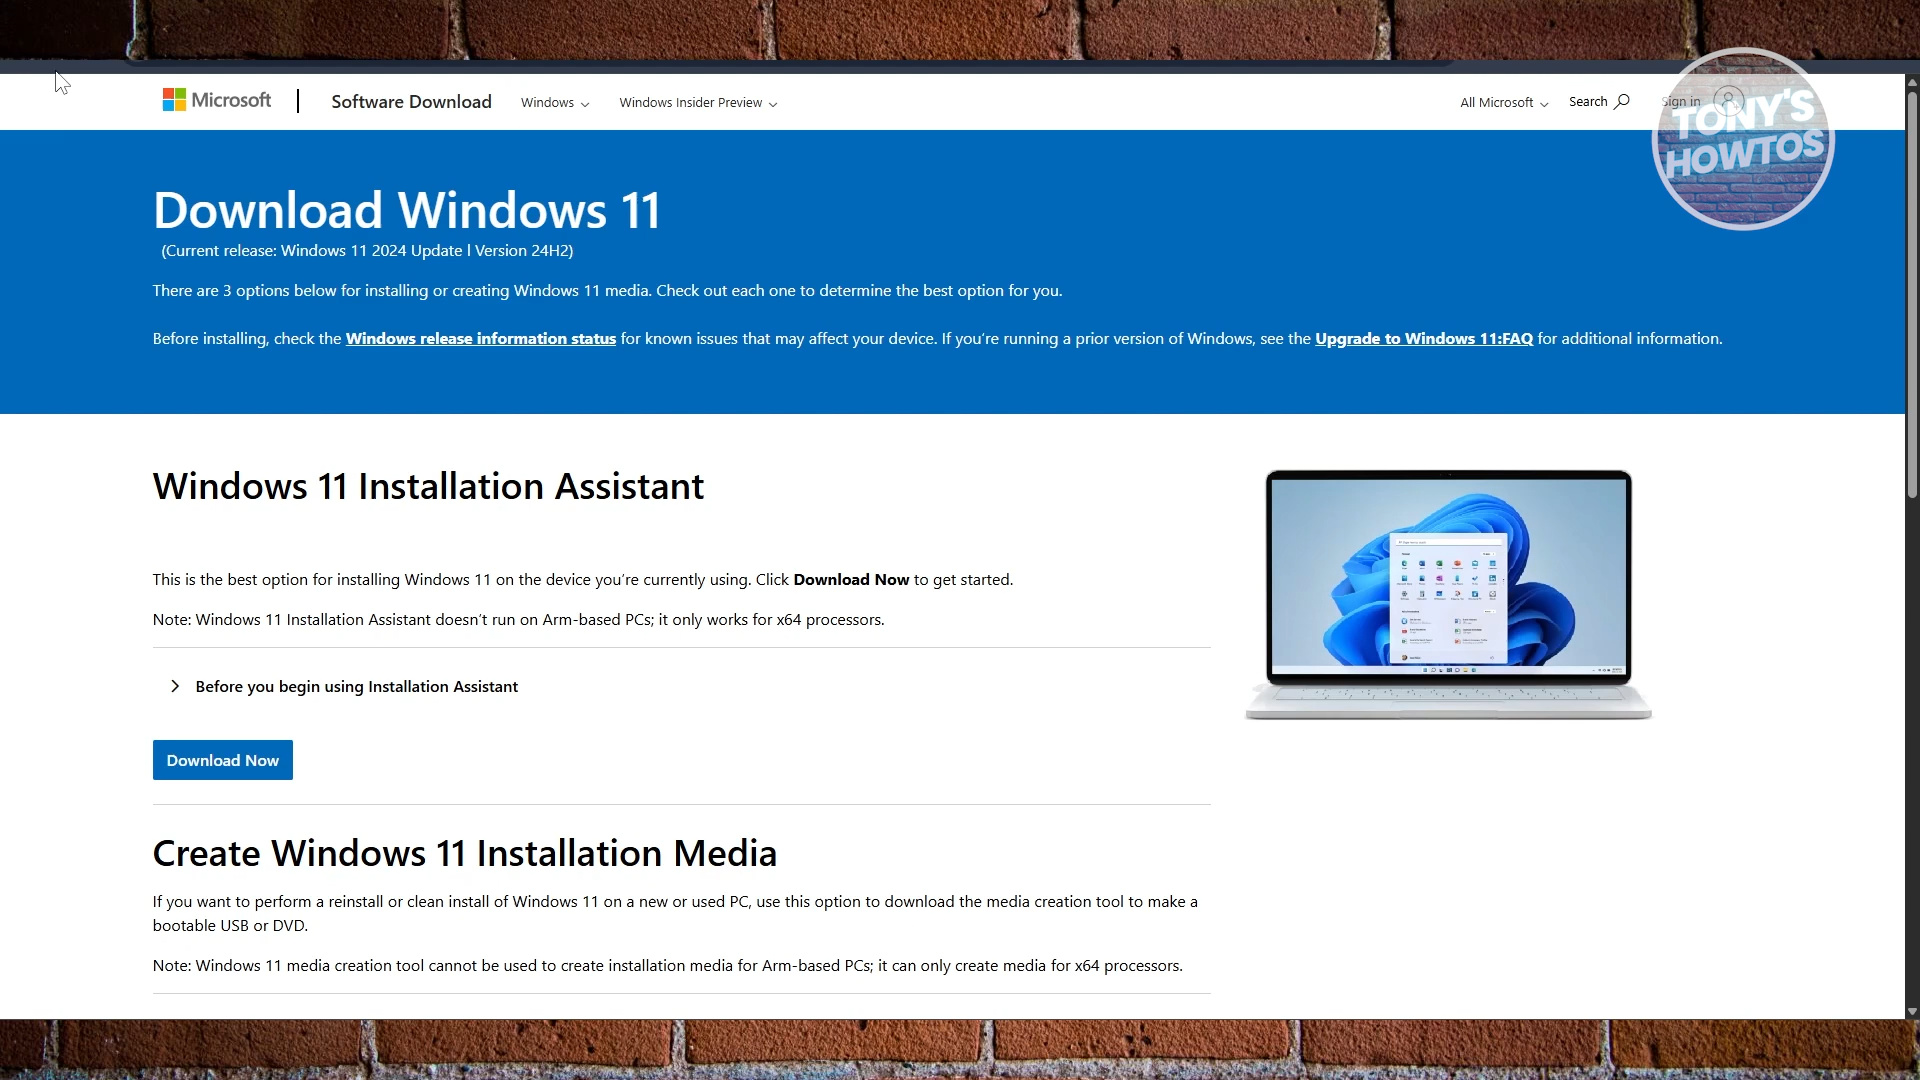 Microsoft
Software Download
Windows
Windows Insider Preview
All Microsoft
Search
Sign in
TONY'S
HOWTOS
Download Windows 11
(Current release: Windows 11 2024 Update l Version 24H2)
There are 3 options below for installing or creating Windows 11 media. Check out each one to determine the best option for you.
Before installing, check the Windows release information status for known issues that may affect your device. If you’re running a prior version of Windows, see the Upgrade to Windows 11:FAQ for additional information.
Windows 11 Installation Assistant
This is the best option for installing Windows 11 on the device you’re currently using. Click Download Now to get started.
Note: Windows 11 Installation Assistant doesn’t run on Arm-based PCs; it only works for x64 processors.
Before you begin using Installation Assistant
Download Now
Create Windows 11 Installation Media
If you want to perform a reinstall or clean install of Windows 11 on a new or used PC, use this option to download the media creation tool to make a
bootable USB or DVD.
Note: Windows 11 media creation tool cannot be used to create installation media for Arm-based PCs; it can only create media for x64 processors.